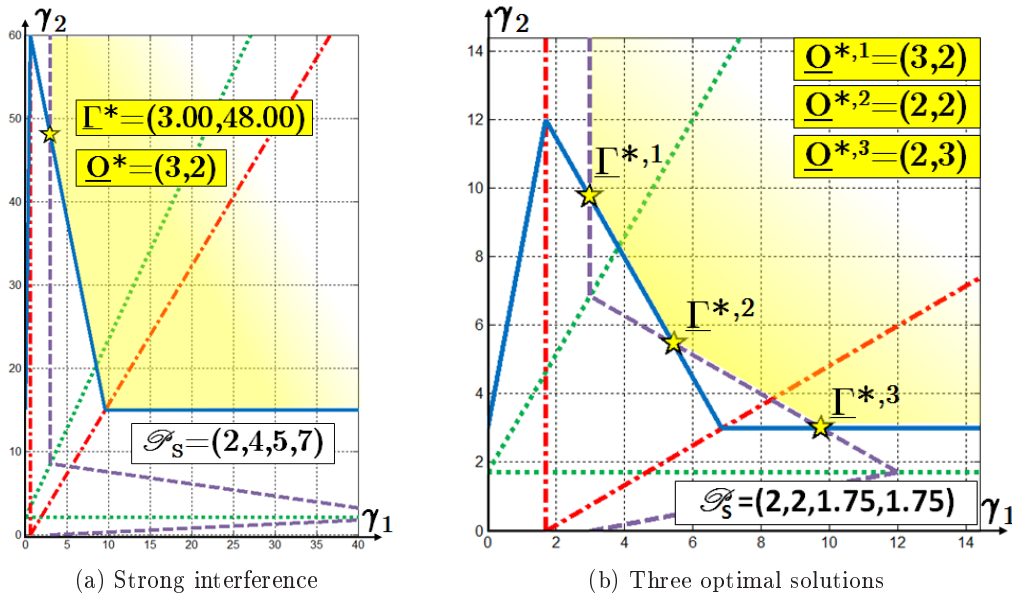 γ2
60
50
40
30
20
10
0
0 5 10 15 20 25 30 35 40
γ1
Γ*=(3.00,48.00)
O*=(3,2)
𝒫S=(2,4,5,7)
(a) Strong interference
γ2
14
12
10
8
6
4
2
0
0 2 4 6 8 10 12 14
γ1
O*,1=(3,2)
O*,2=(2,2)
O*,3=(2,3)
Γ*,1
Γ*,2
Γ*,3
𝒫S=(2,2,1.75,1.75)
(b) Three optimal solutions